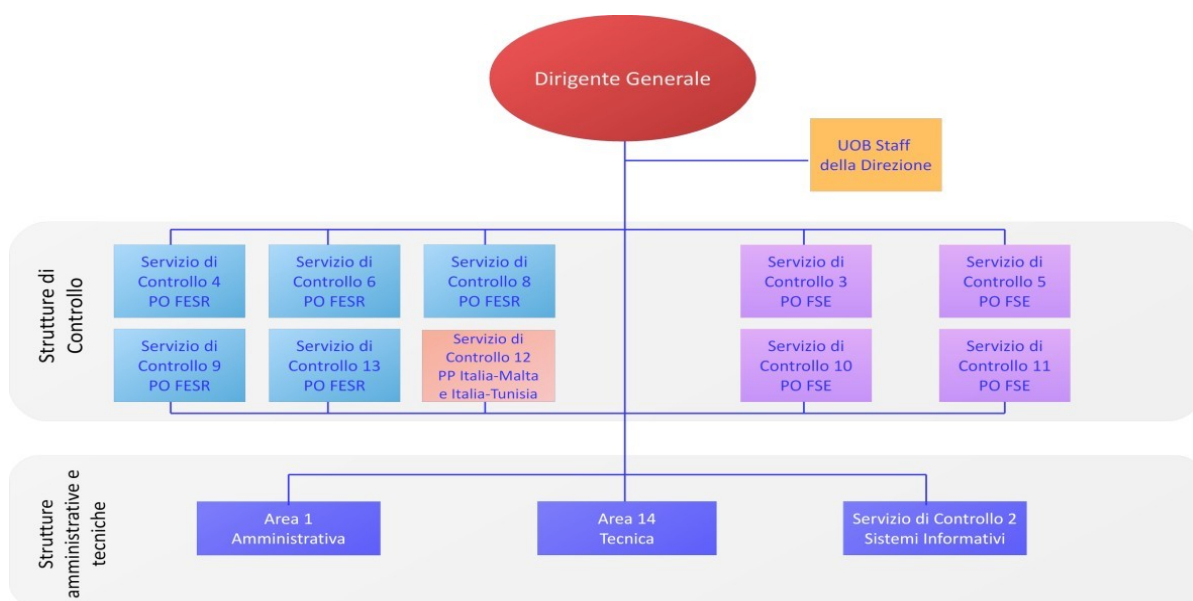 Dirigente Generale
UOB Staff
della Direzione
Strutture di
Controllo
Servizio di
Controllo 4
PO FESR
Servizio di
Controllo 6
PO FESR
Servizio di
Controllo 8
PO FESR
Servizio di
Controllo 3
PO FSE
Servizio di
Controllo 5
PO FSE
Servizio di
Controllo 9
PO FESR
Servizio di
Controllo 13
PO FESR
Servizio di
Controllo 12
PP Italia-Malta
e Italia-Tunisia
Servizio di
Controllo 10
PO FSE
Servizio di
Controllo 11
PO FSE
Strutture
amministrative e
tecniche
Area 1
Amministrativa
Area 14
Tecnica
Servizio di Controllo 2
Sistemi Informativi